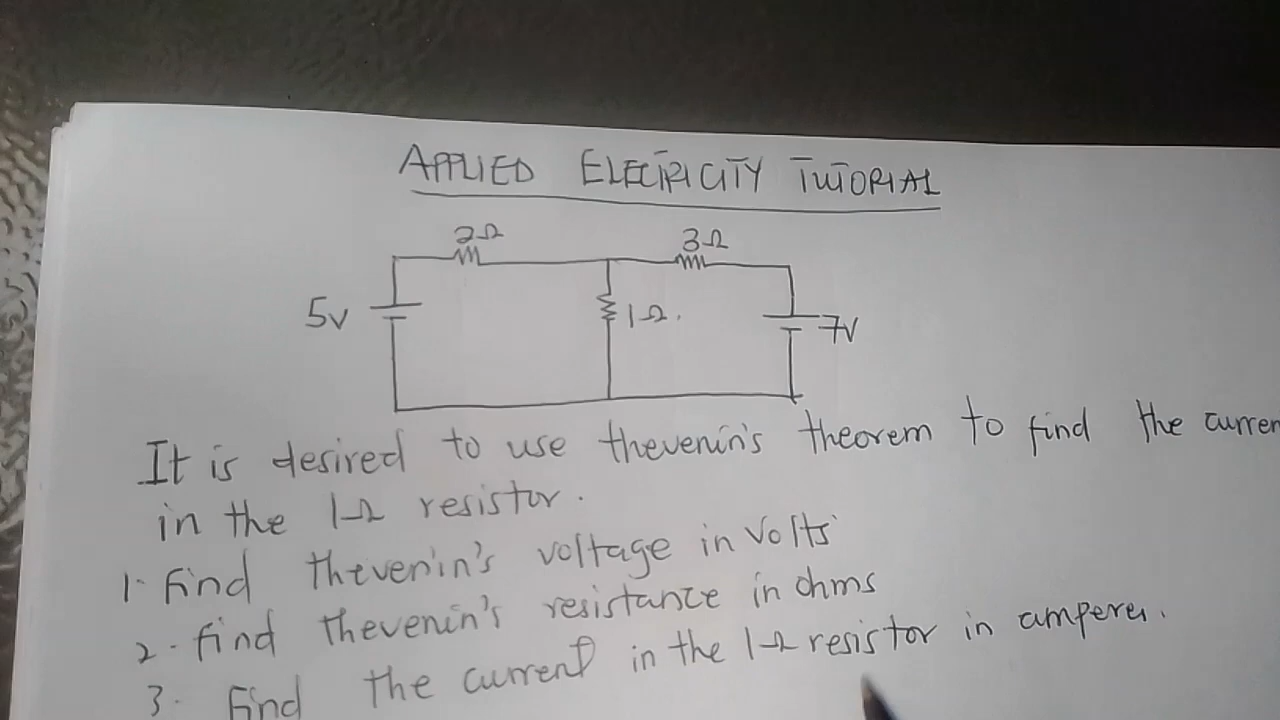 APPLIED ELECTRICITY TUTORIAL
2Ω
3Ω
5v
1Ω.
7V
It is desired to use thevenin's theorem to find the curren
in the 1Ω resistor.
1. Find thevenin's voltage in Volts
2. find thevenin's resistance in ohms
3. Find the current in the 1Ω resistor in amperes.